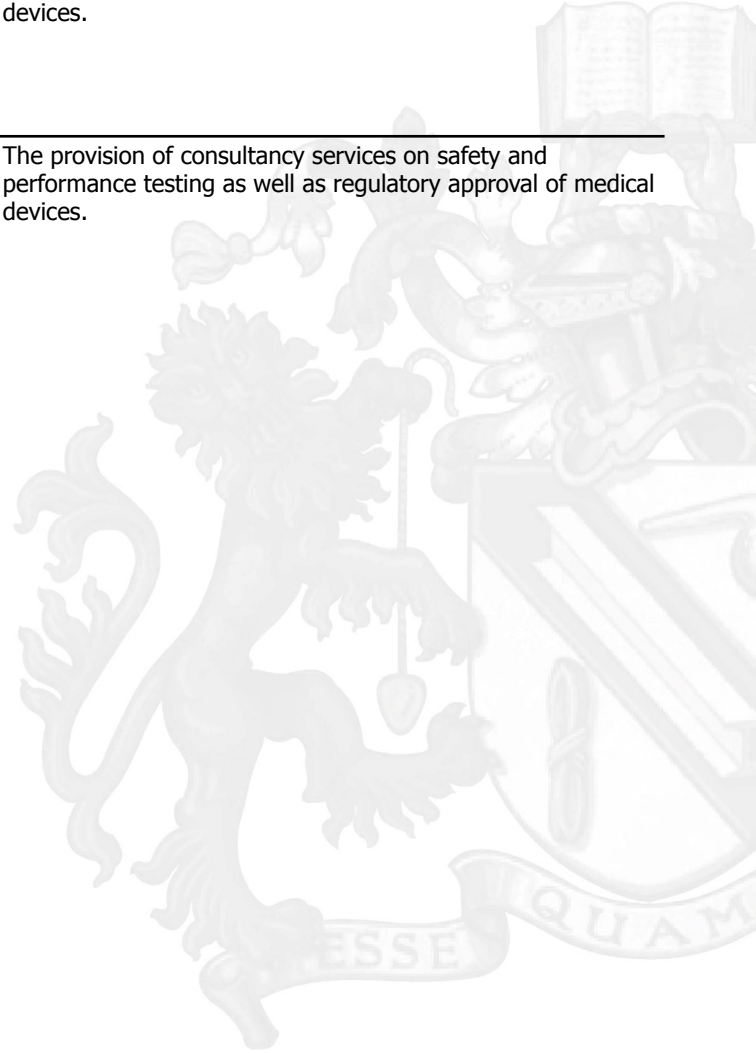 devices.
The provision of consultancy services on safety and
performance testing as well as regulatory approval of medical
devices.
ESSE
QUAM